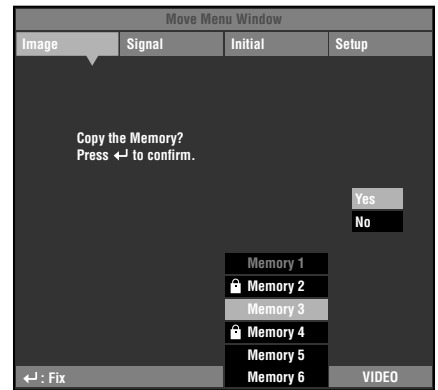 Move Menu Window
Image Signal Initial Setup
Copy the Memory?
Press ↵ to confirm.
Yes
No
Memory 1
Memory 2
Memory 3
Memory 4
Memory 5
↵: Fix Memory 6 VIDEO